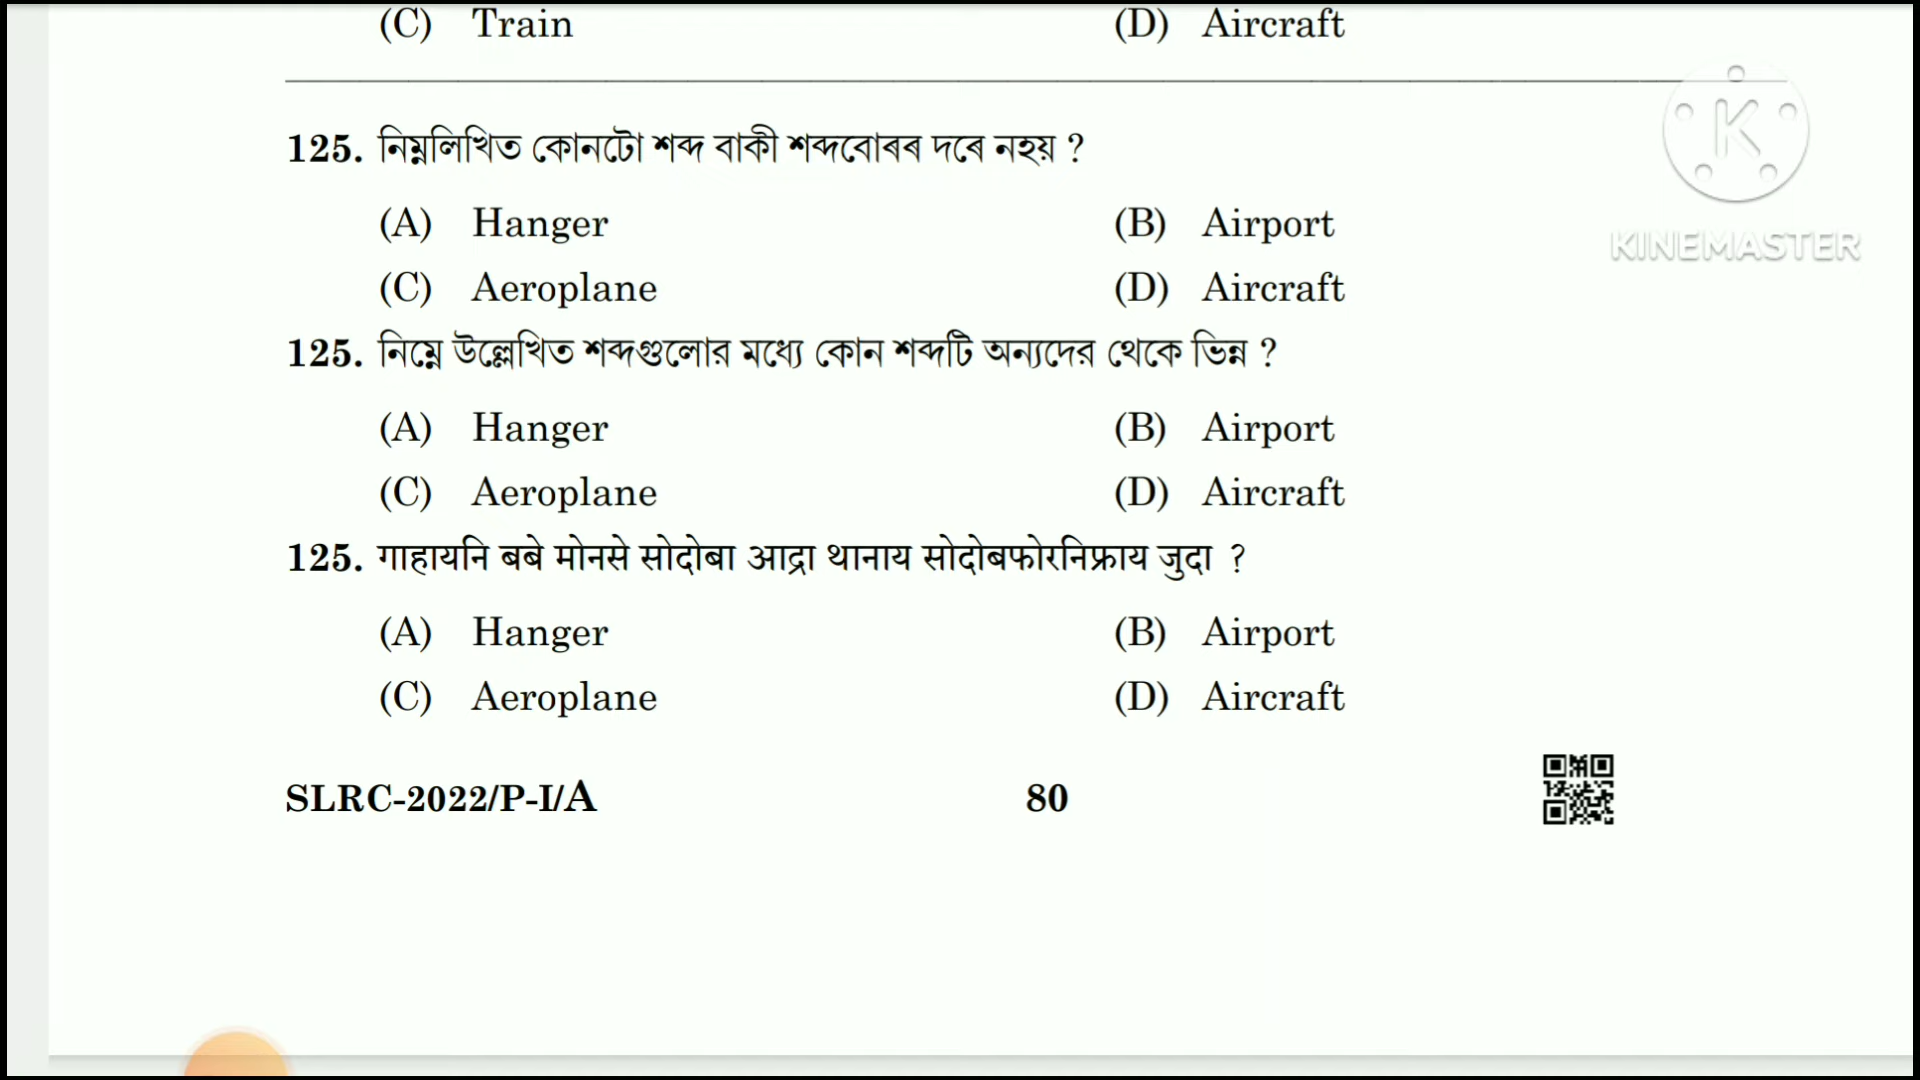 (C) Train (D) Aircraft
125. নিম্নলিখিত কোনটো শব্দ বাকী শব্দবোৰৰ দৰে নহয় ?
(A) Hanger (B) Airport
(C) Aeroplane (D) Aircraft
125. নিম্নে উল্লেখিত শব্দগুলোর মধ্যে কোন শব্দটি অন্যদের থেকে ভিন্ন ?
(A) Hanger (B) Airport
(C) Aeroplane (D) Aircraft
125. गाहायनि बबे मोनसे सोदोबा आद्रा थानाय सोदोबफोरनिफ्राय जुदा ?
(A) Hanger (B) Airport
(C) Aeroplane (D) Aircraft
SLRC-2022/P-I/A 80
K
KINEMASTER